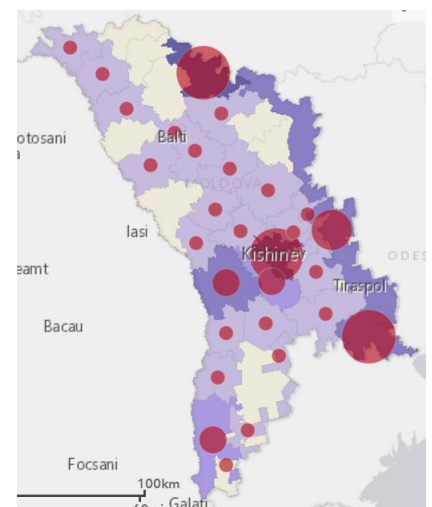 otosani
a
Balti
MOLDOVA
Iasi
Kishinev
ODES
eamt
Tiraspol
Bacau
Focsani
100km
Galati